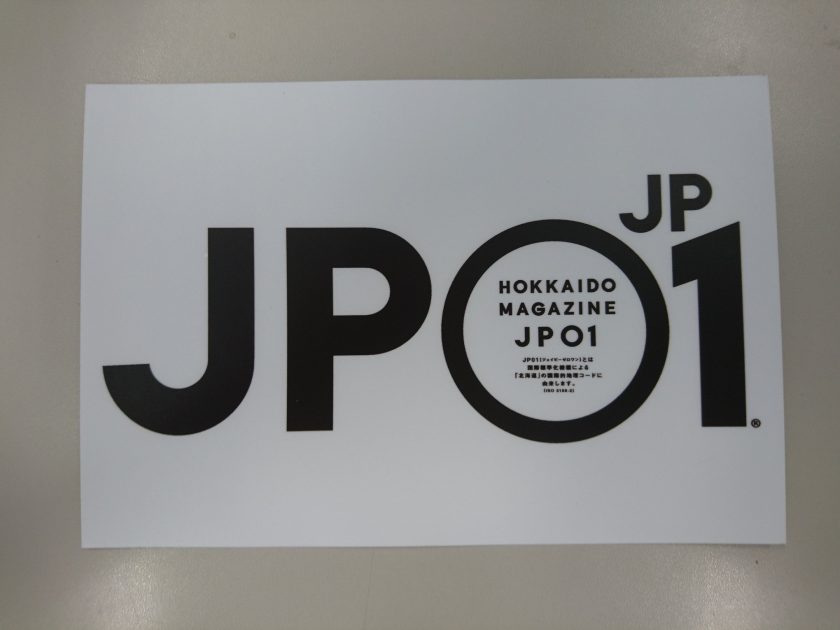 JP
JP01
HOKKAIDO
MAGAZINE
JP01
JP01(ジェイピーゼロワン)とは
国際標準化機構による
「北海道」の国際的地理コードに
由来します。
(ISO 3166-2)
®